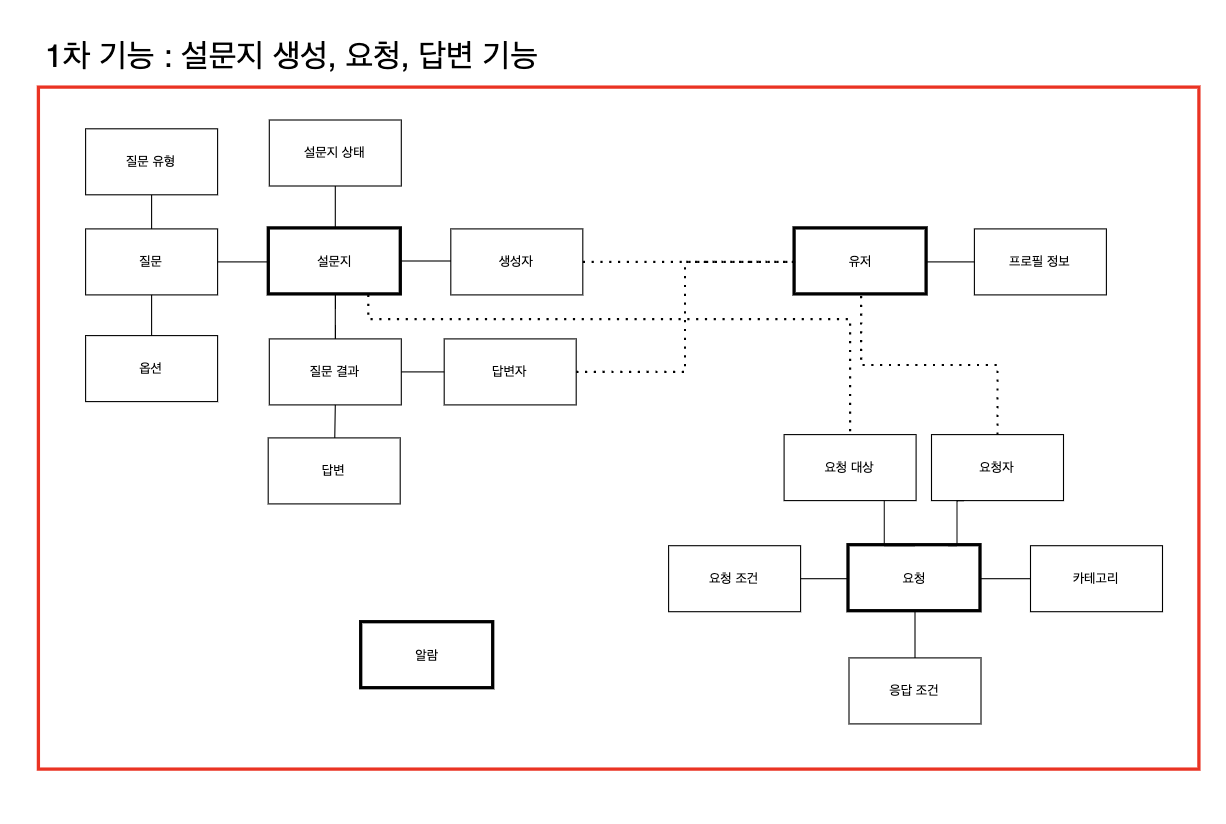 1차 기능 : 설문지 생성, 요청, 답변 기능
질문 유형
설문지 상태
질문
설문지
생성자
유저
프로필 정보
옵션
질문 결과
답변자
답변
요청 대상
요청자
요청 조건
요청
카테고리
알람
응답 조건